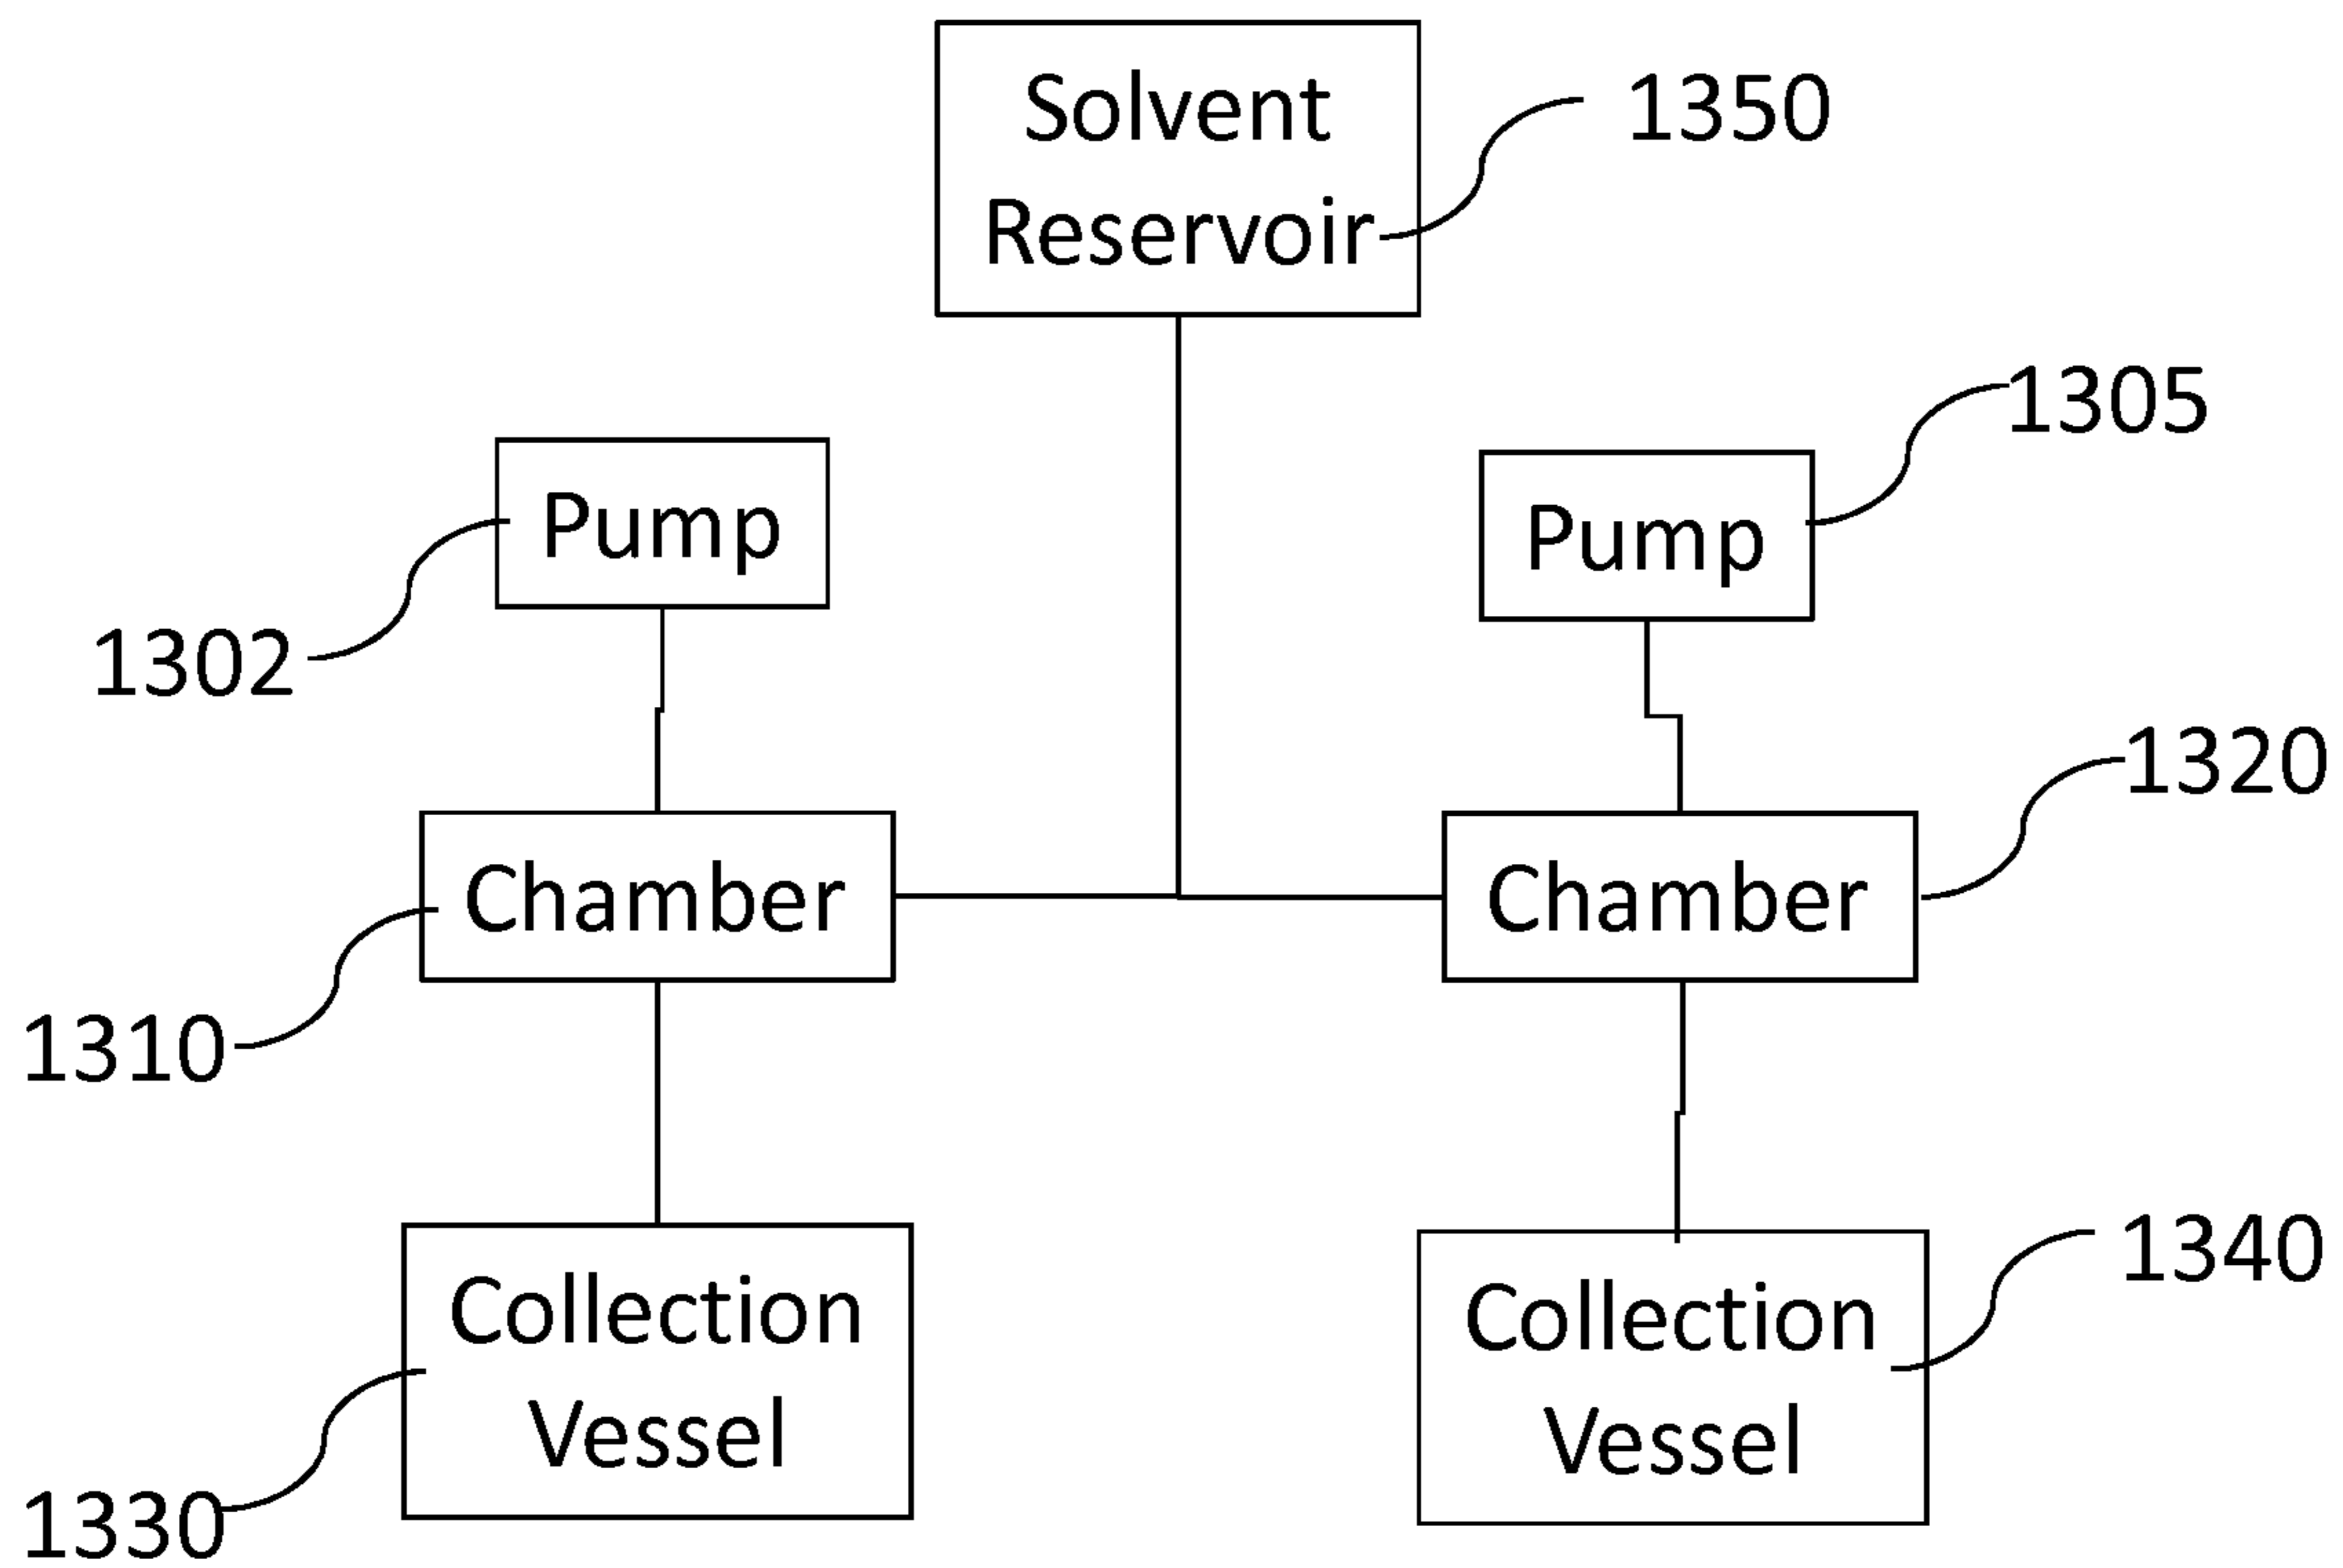 Solvent
Reservoir
1350
1305
Pump
Pump
1302
1320
Chamber
Chamber
1310
1340
Collection
Vessel
Collection
Vessel
1330